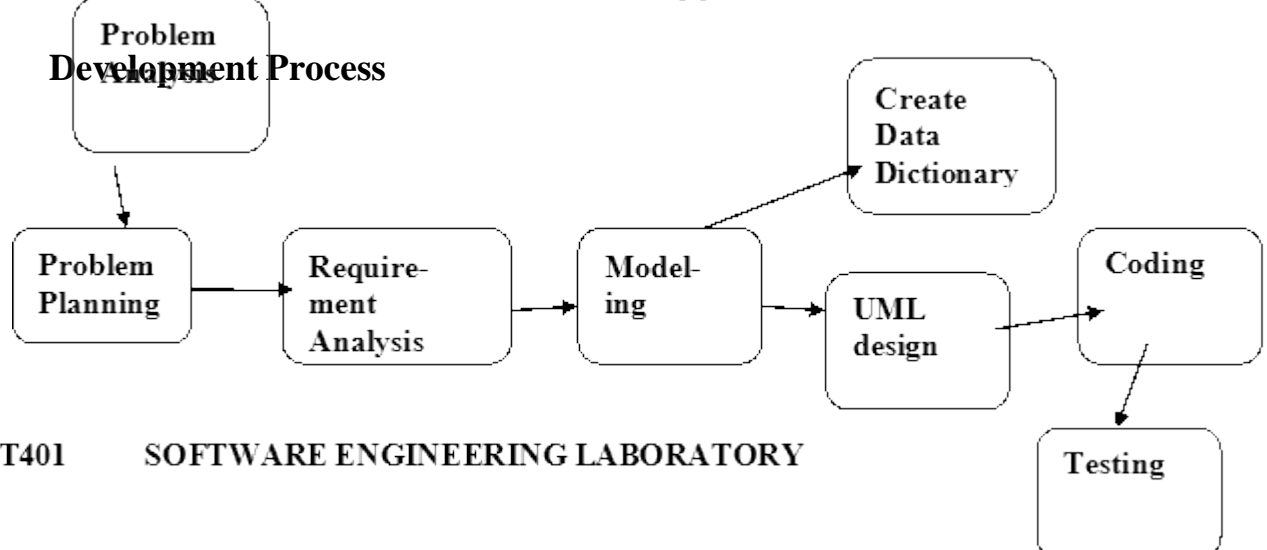 Problem
Analysis
Development Process
Create
Data
Dictionary
Problem
Planning
Require-
ment
Analysis
Model-
ing
UML
design
Coding
T401 SOFTWARE ENGINEERING LABORATORY
Testing